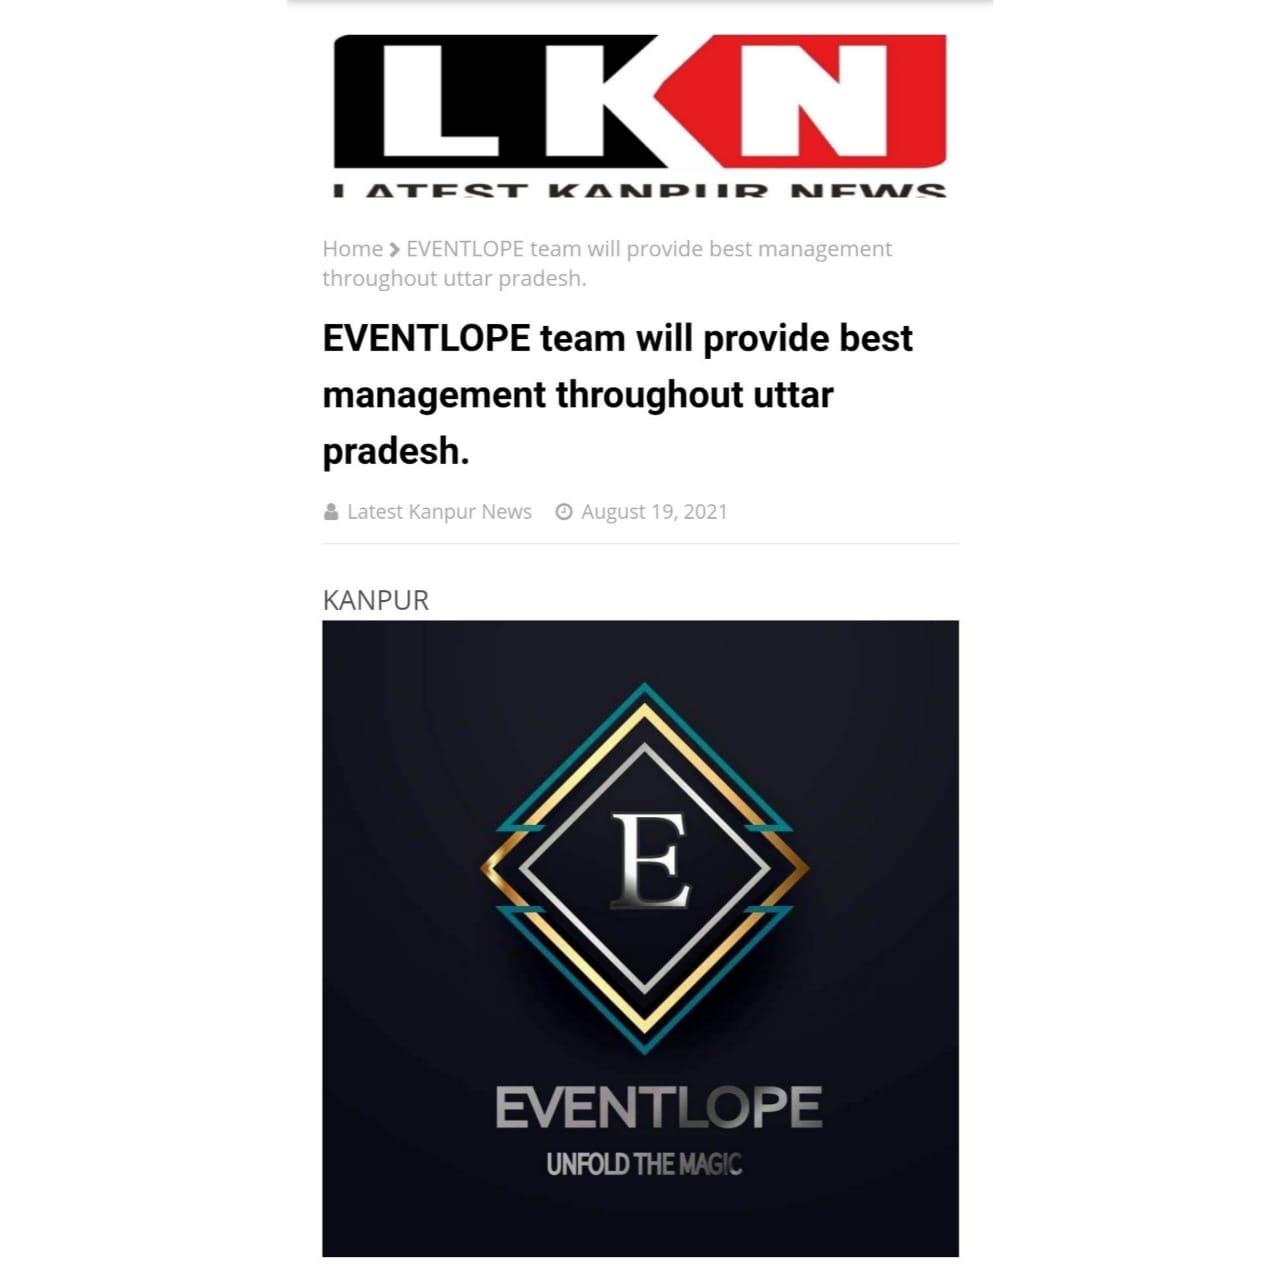 LKN
LATEST KANPUR NEWS
Home > EVENTLOPE team will provide best management
throughout uttar pradesh.
EVENTLOPE team will provide best
management throughout uttar
pradesh.
Latest Kanpur News August 19, 2021
KANPUR
E
EVENTLOPE
UNFOLD THE MAGIC